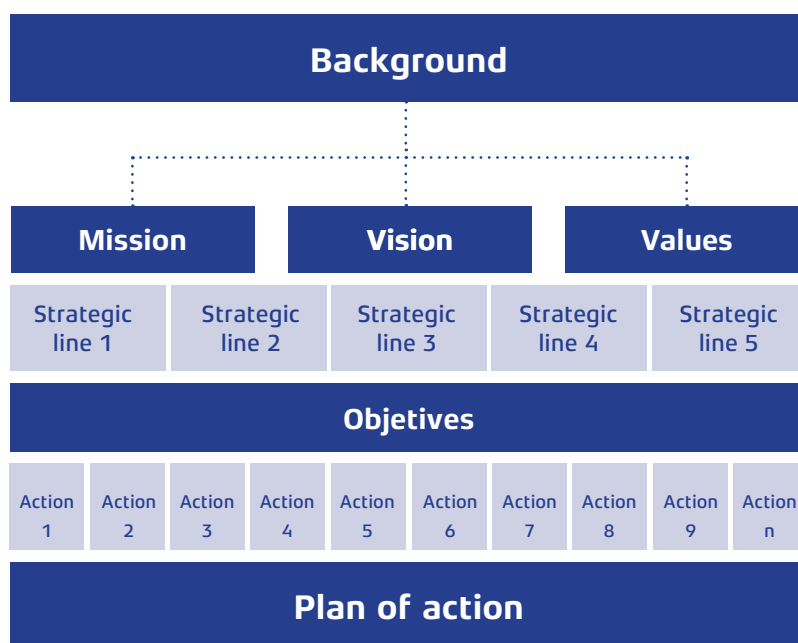 Background
Mission
Vision
Values
Strategic
line 1
Strategic
line 2
Strategic
line 3
Strategic
line 4
Strategic
line 5
Objetives
Action
1
Action
2
Action
3
Action
4
Action
5
Action
6
Action
7
Action
8
Action
9
Action
n
Plan of action